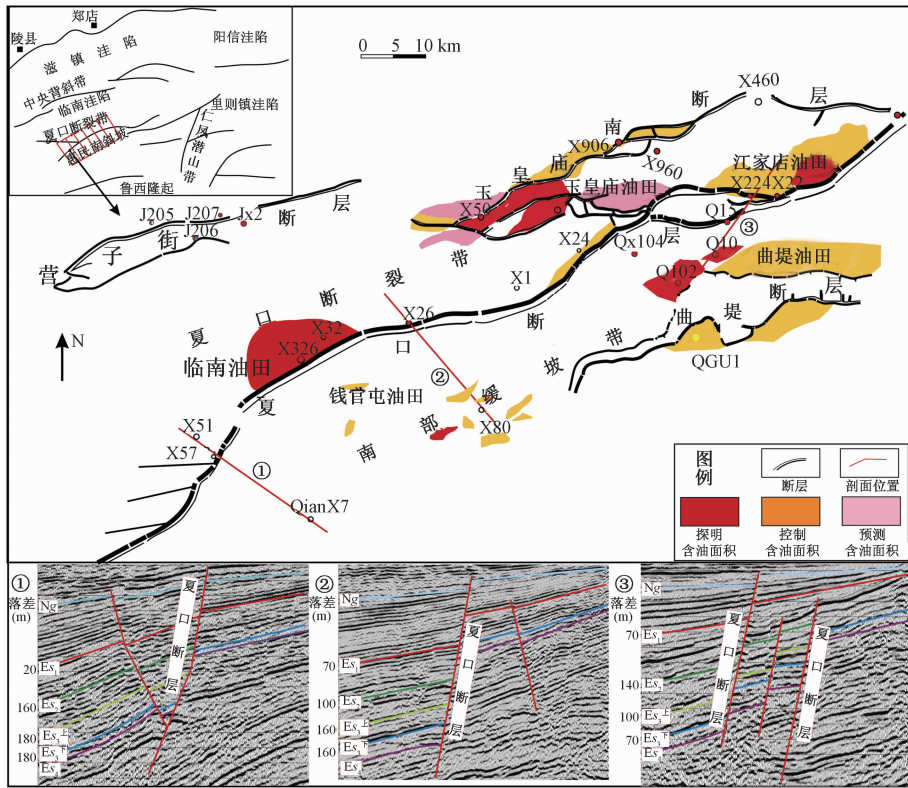 郑店
陵县
滋镇洼陷
阳信洼陷
中央背斜带
临南洼陷
里则镇洼陷
夏口断裂带
惠民南斜坡
仁凤潜山带
鲁西隆起
0 5 10 km
X460
南断层
X906
X960
玉皇庙
江家店油田
玉皇庙油田
X50
X224
X22
Q15
③
J205
J207
Jx2
断层
J206
营子街
X24
Qx104
层
Q10
曲堤油田
Q102
带
裂
断
口
夏
X1
断
曲堤断层
X26
口
N
X32
X326
临南油田
带
坡
缓
部
南
QGU1
②
钱官屯油田
夏
X80
X51
X57
①
QianX7
图例
断层
剖面位置
探明
含油面积
控制
含油面积
预测
含油面积
①
落差
(m)
Ng
20
Es₁
160
Es₂
180
Es₃上
180
Es₃下
Es₄
夏口断层
②
落差
(m)
Ng
70
Es₁
100
Es₂
160
Es₃上
160
Es₃下
Es₄
夏口断层
③
落差
(m)
Ng
70
Es₁
140
Es₂
100
Es₃上
70
Es₃下
Es₄
夏口断层
夏口断层